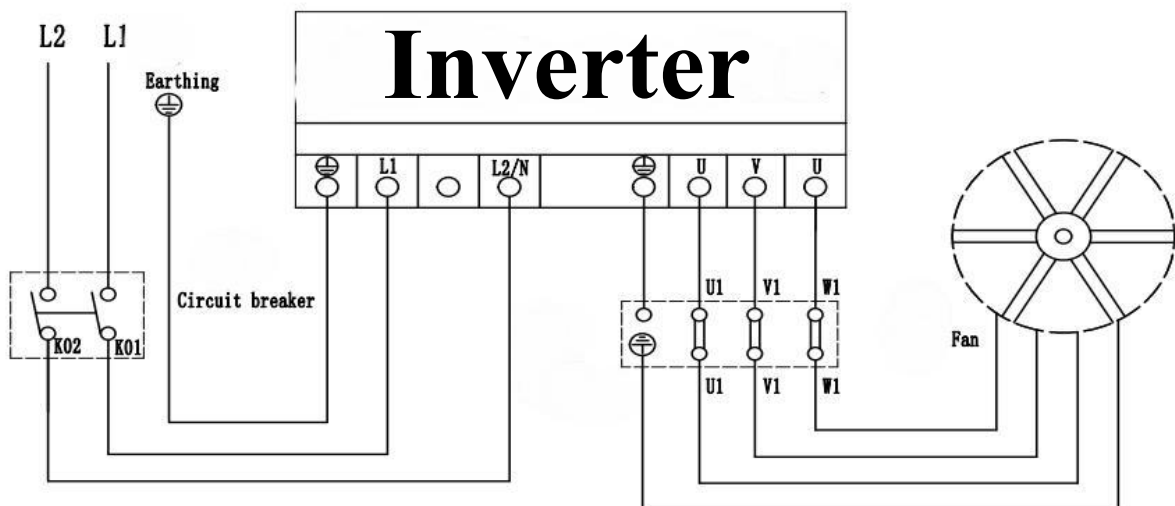 L2 L1
Inverter
Earthing
L1 L2/N U V U
Circuit breaker
U1 V1 W1
K02 K01
Fan
U1 V1 W1